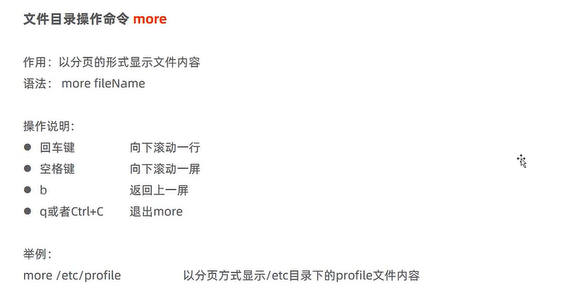 文件目录操作命令 more
作用：以分页的形式显示文件内容
语法： more fileName
操作说明：
● 回车键 向下滚动一行
● 空格键 向下滚动一屏
● b 返回上一屏
● q或者Ctrl+C 退出more
举例：
more /etc/profile 以分页方式显示/etc目录下的profile文件内容